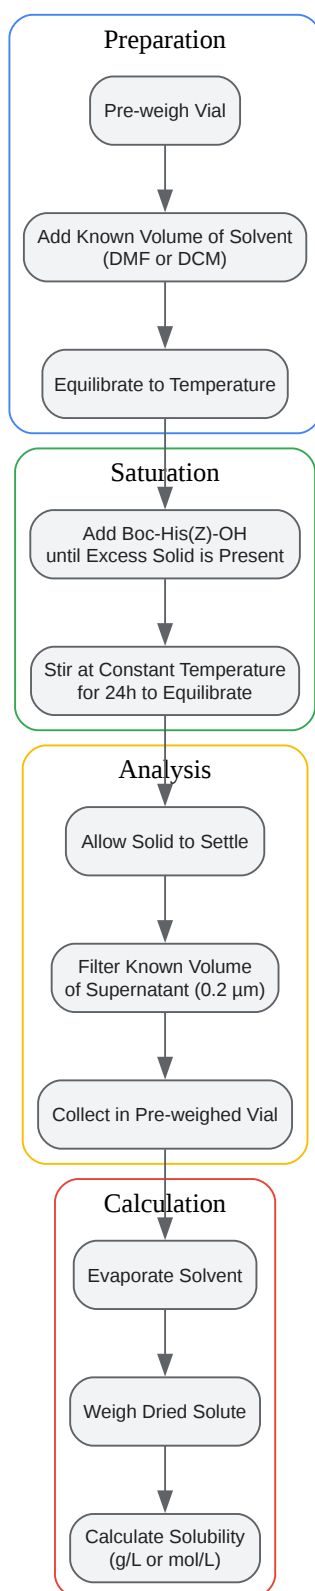 Preparation
Pre-weigh Vial
Add Known Volume of Solvent
(DMF or DCM)
Equilibrate to Temperature
Saturation
Add Boc-His(Z)-OH
until Excess Solid is Present
Stir at Constant Temperature
for 24h to Equilibrate
Analysis
Allow Solid to Settle
Filter Known Volume
of Supernatant (0.2 µm)
Collect in Pre-weighed Vial
Calculation
Evaporate Solvent
Weigh Dried Solute
Calculate Solubility
(g/L or mol/L)